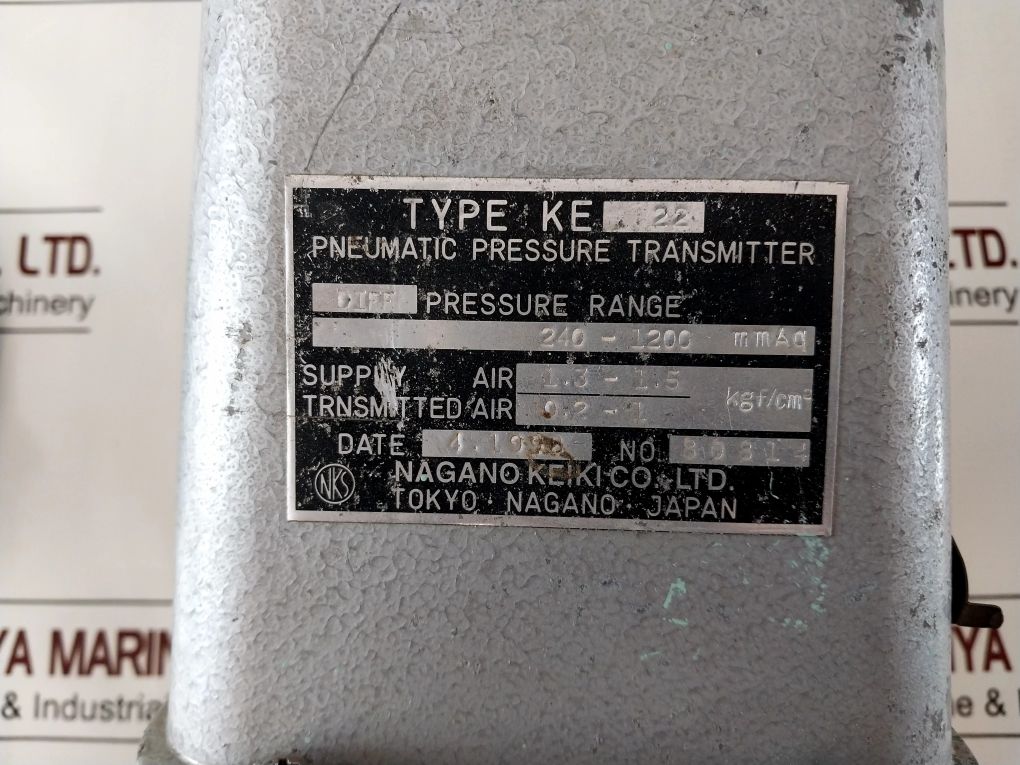 TYPE KE 22
PNEUMATIC PRESSURE TRANSMITTER
DIFF PRESSURE RANGE
240 - 1200 mmAq
SUPPLY AIR 1.3 - 1.5
kgf/cm²
TRNSMITTED AIR 0.2 - 1
DATE NO.
NKS
NAGANO KEIKI CO., LTD.
TOKYO NAGANO JAPAN
LTD.
chinery
YA MARIN
& Industria
LTD.
inery
YA
ne &